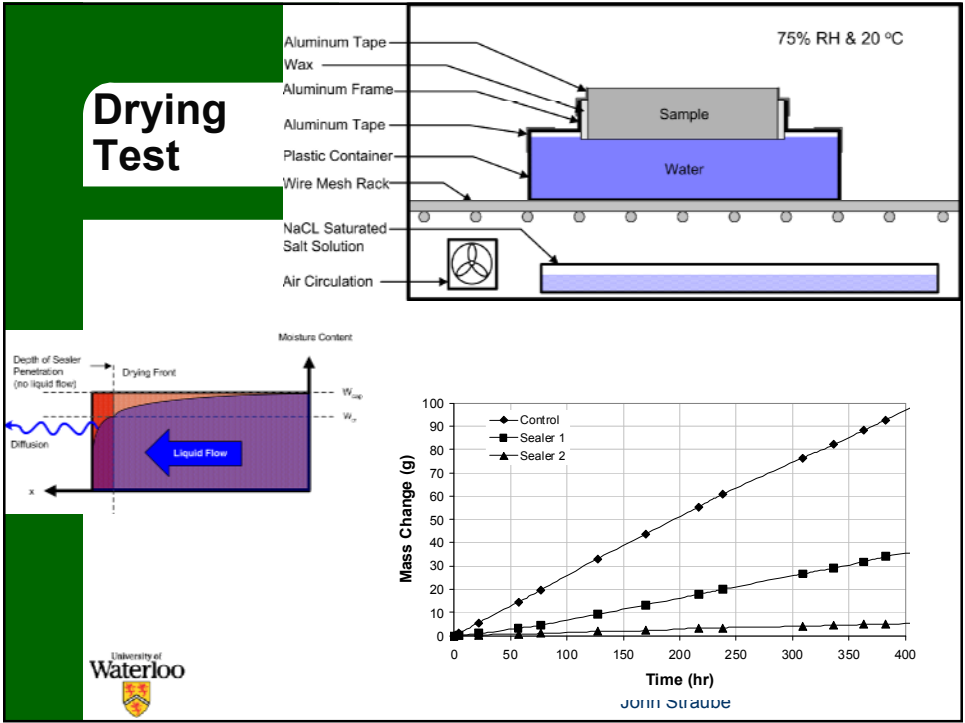 Drying
Test
Aluminum Tape
Wax
Aluminum Frame
Aluminum Tape
Plastic Container
Wire Mesh Rack
NaCL Saturated
Salt Solution
Air Circulation
75% RH & 20 ºC
Sample
Water
Moisture Content
Depth of Sealer
Penetration
(no liquid flow)
Drying Front
Wcap
Wcr
Diffusion
Liquid Flow
x
Mass Change (g)
100
90
80
70
60
50
40
30
20
10
0
Control
Sealer 1
Sealer 2
0 50 100 150 200 250 300 350 400
Time (hr)
University of
Waterloo
John Straube